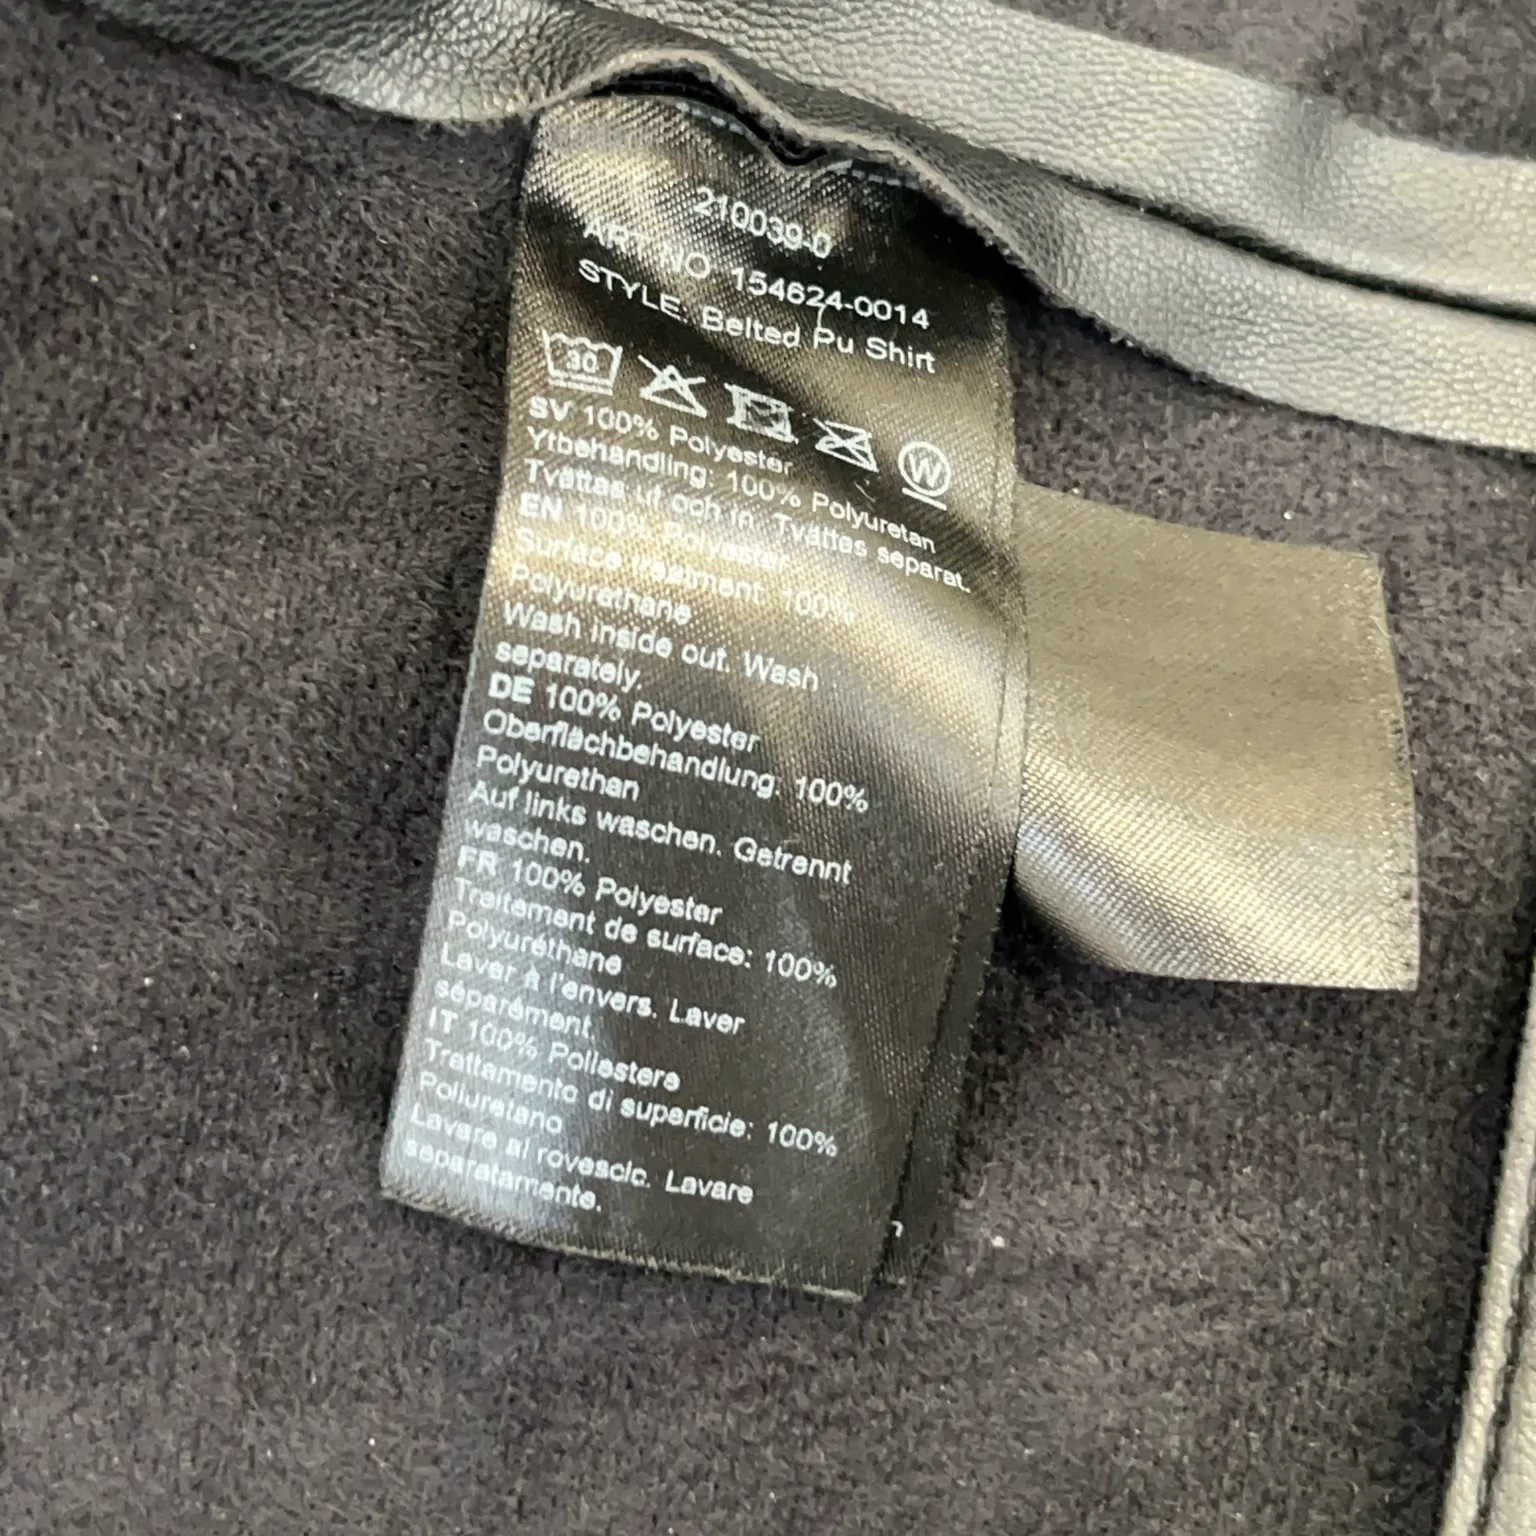 210039-0
ART.NO 154624-0014
STYLE: Belted Pu Shirt
30
W
SV 100% Polyester
Ytbehandling: 100% Polyuretan
Tvättas ut och in. Tvättas separat.
EN 100% Polyester
Surface treatment 100%
Polyurethane
Wash inside out. Wash
separately.
DE 100% Polyester
Oberflächbehandlung: 100%
Polyurethan
Auf links waschen. Getrennt
waschen.
FR 100% Polyester
Traitement de surface: 100%
Polyuréthane
Laver à l'envers. Laver
séparément.
IT 100% Poliestere
Trattamento di superficie: 100%
Poliuretano
Lavare al rovescio. Lavare
separatamente.